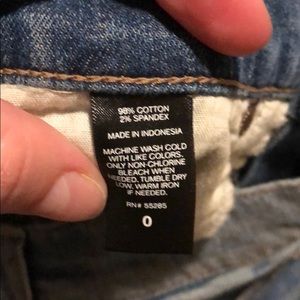 98% COTTON
2% SPANDEX
MADE IN INDONESIA
MACHINE WASH COLD
WITH LIKE COLORS.
ONLY NON-CHLORINE
BLEACH WHEN
NEEDED. TUMBLE DRY
LOW. WARM IRON
IF NEEDED.
RN# 55285
0